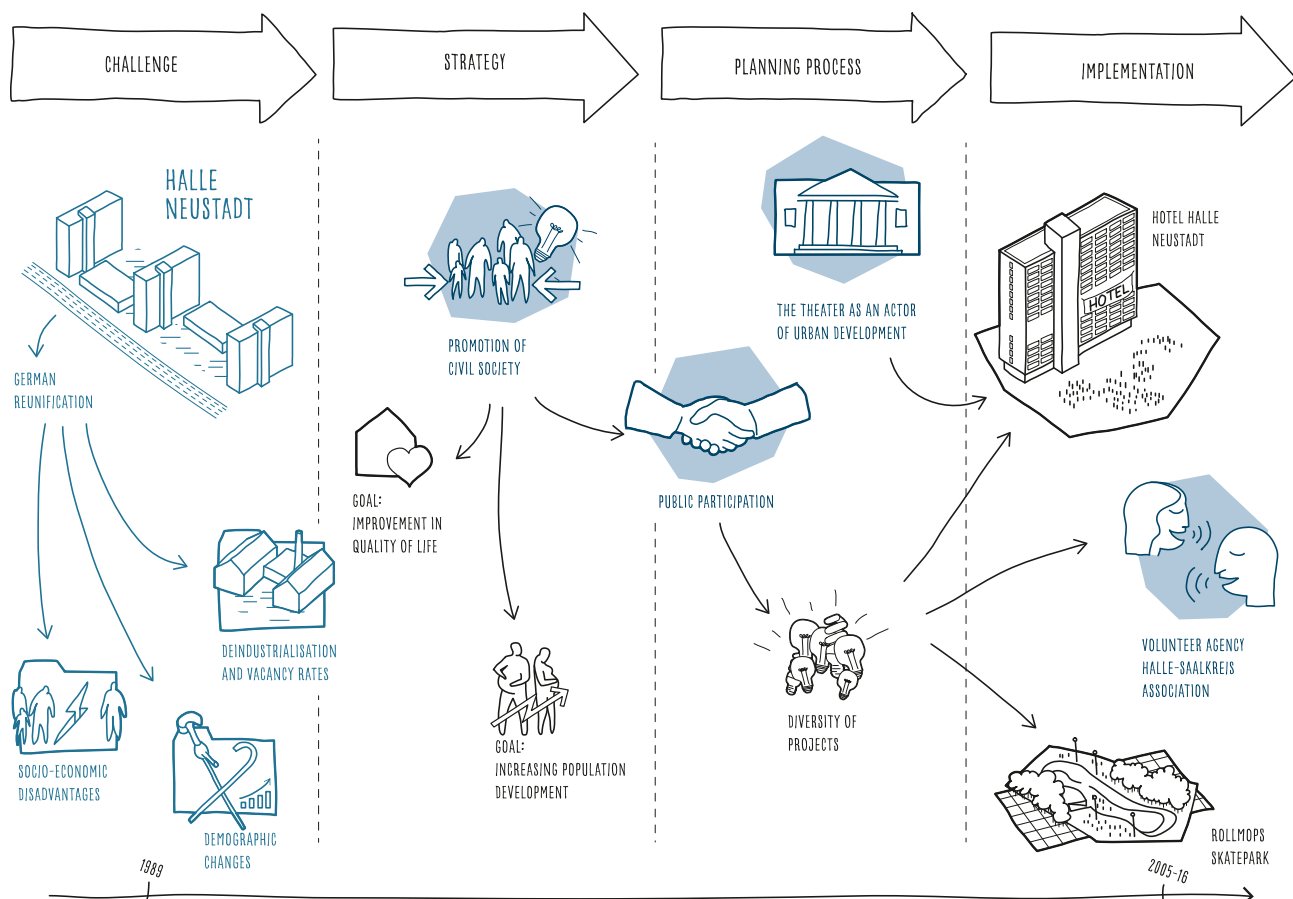 CHALLENGE
STRATEGY
PLANNING PROCESS
IMPLEMENTATION
HALLE
NEUSTADT
GERMAN
REUNIFICATION
DEINDUSTRIALISATION
AND VACANCY RATES
SOCIO-ECONOMIC
DISADVANTAGES
DEMOGRAPHIC
CHANGES
PROMOTION OF
CIVIL SOCIETY
GOAL:
IMPROVEMENT IN
QUALITY OF LIFE
GOAL:
INCREASING POPULATION
DEVELOPMENT
THE THEATER AS AN ACTOR
OF URBAN DEVELOPMENT
PUBLIC PARTICIPATION
DIVERSITY OF
PROJECTS
HOTEL HALLE
NEUSTADT
HOTEL
VOLUNTEER AGENCY
HALLE-SAALKREIS
ASSOCIATION
ROLLMOPS
SKATEPARK
1989
2005-16